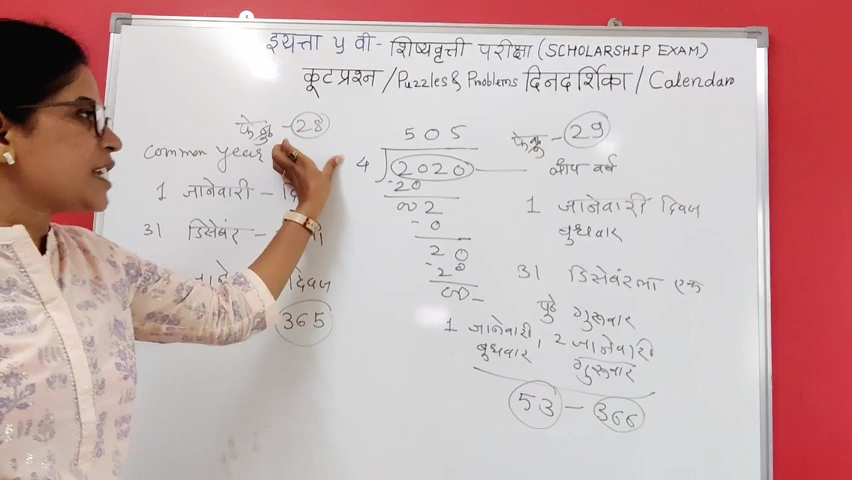 इयत्ता ५ वी - शिष्यवृत्ती परीक्षा (SCHOLARSHIP EXAM)
कूटप्रश्न / Puzzles & Problems दिनदर्शिका / Calendar
फेब्रु - 28
common year
1 जानेवारी -
31 डिसेंबर -
दिवस
365
505
4 2020
- 20
002
- 0
20
- 20
00 -
फेब्रु - 29
लीप वर्ष
1 जानेवारी दिवस
बुधवार
31 डिसेंबरला एक
पुढे गुरुवार
1 जानेवारी, 2 जानेवारी
बुधवार गुरुवार
53 - 366